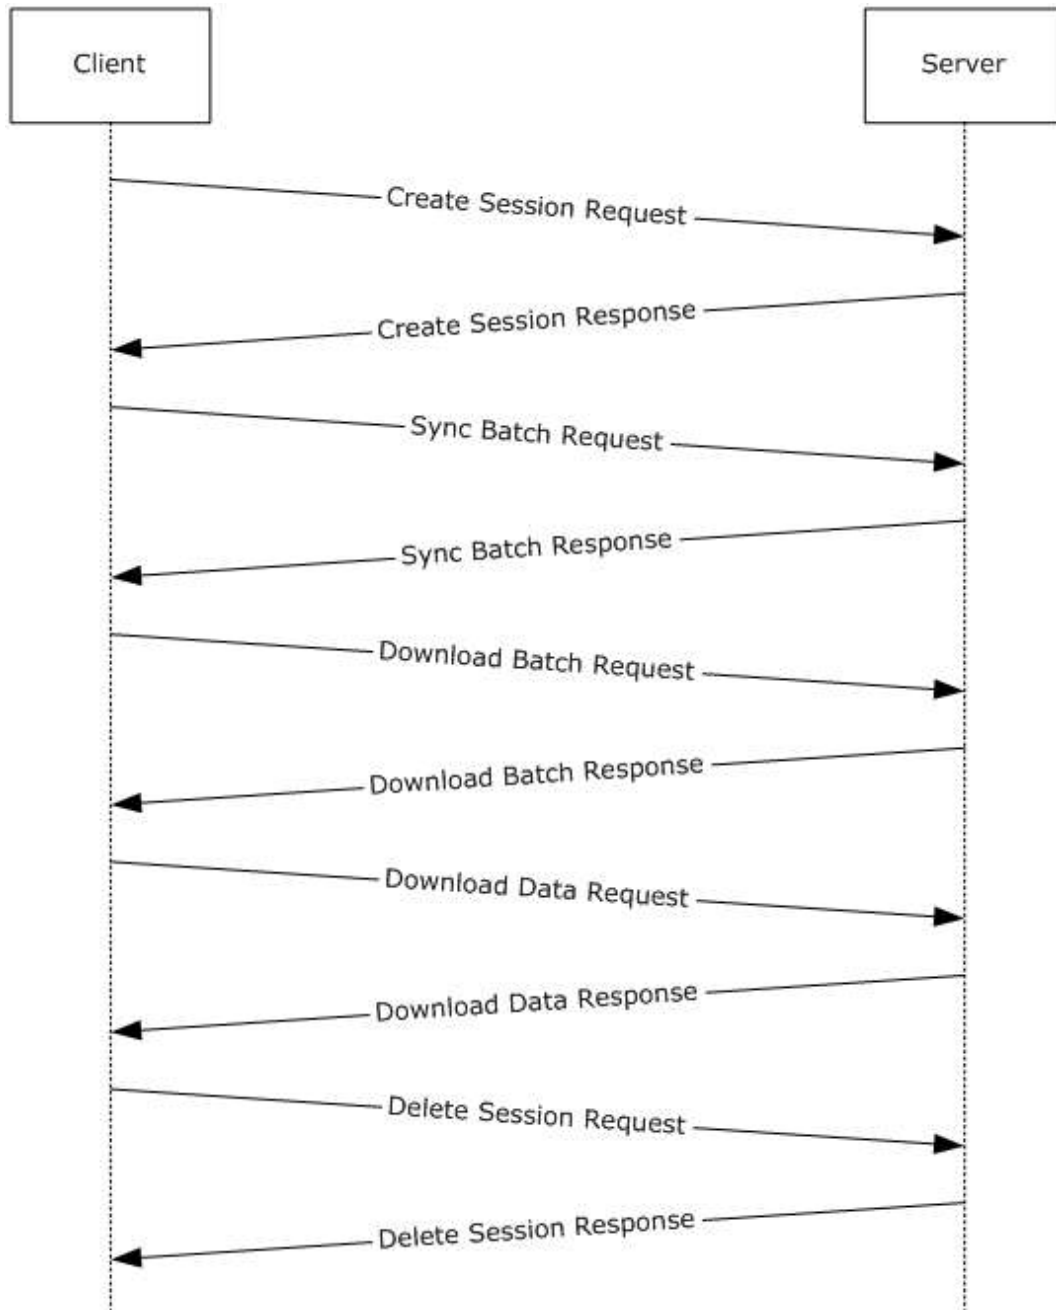 Client
Server
Create Session Request
Create Session Response
Sync Batch Request
Sync Batch Response
Download Batch Request
Download Batch Response
Download Data Request
Download Data Response
Delete Session Request
Delete Session Response